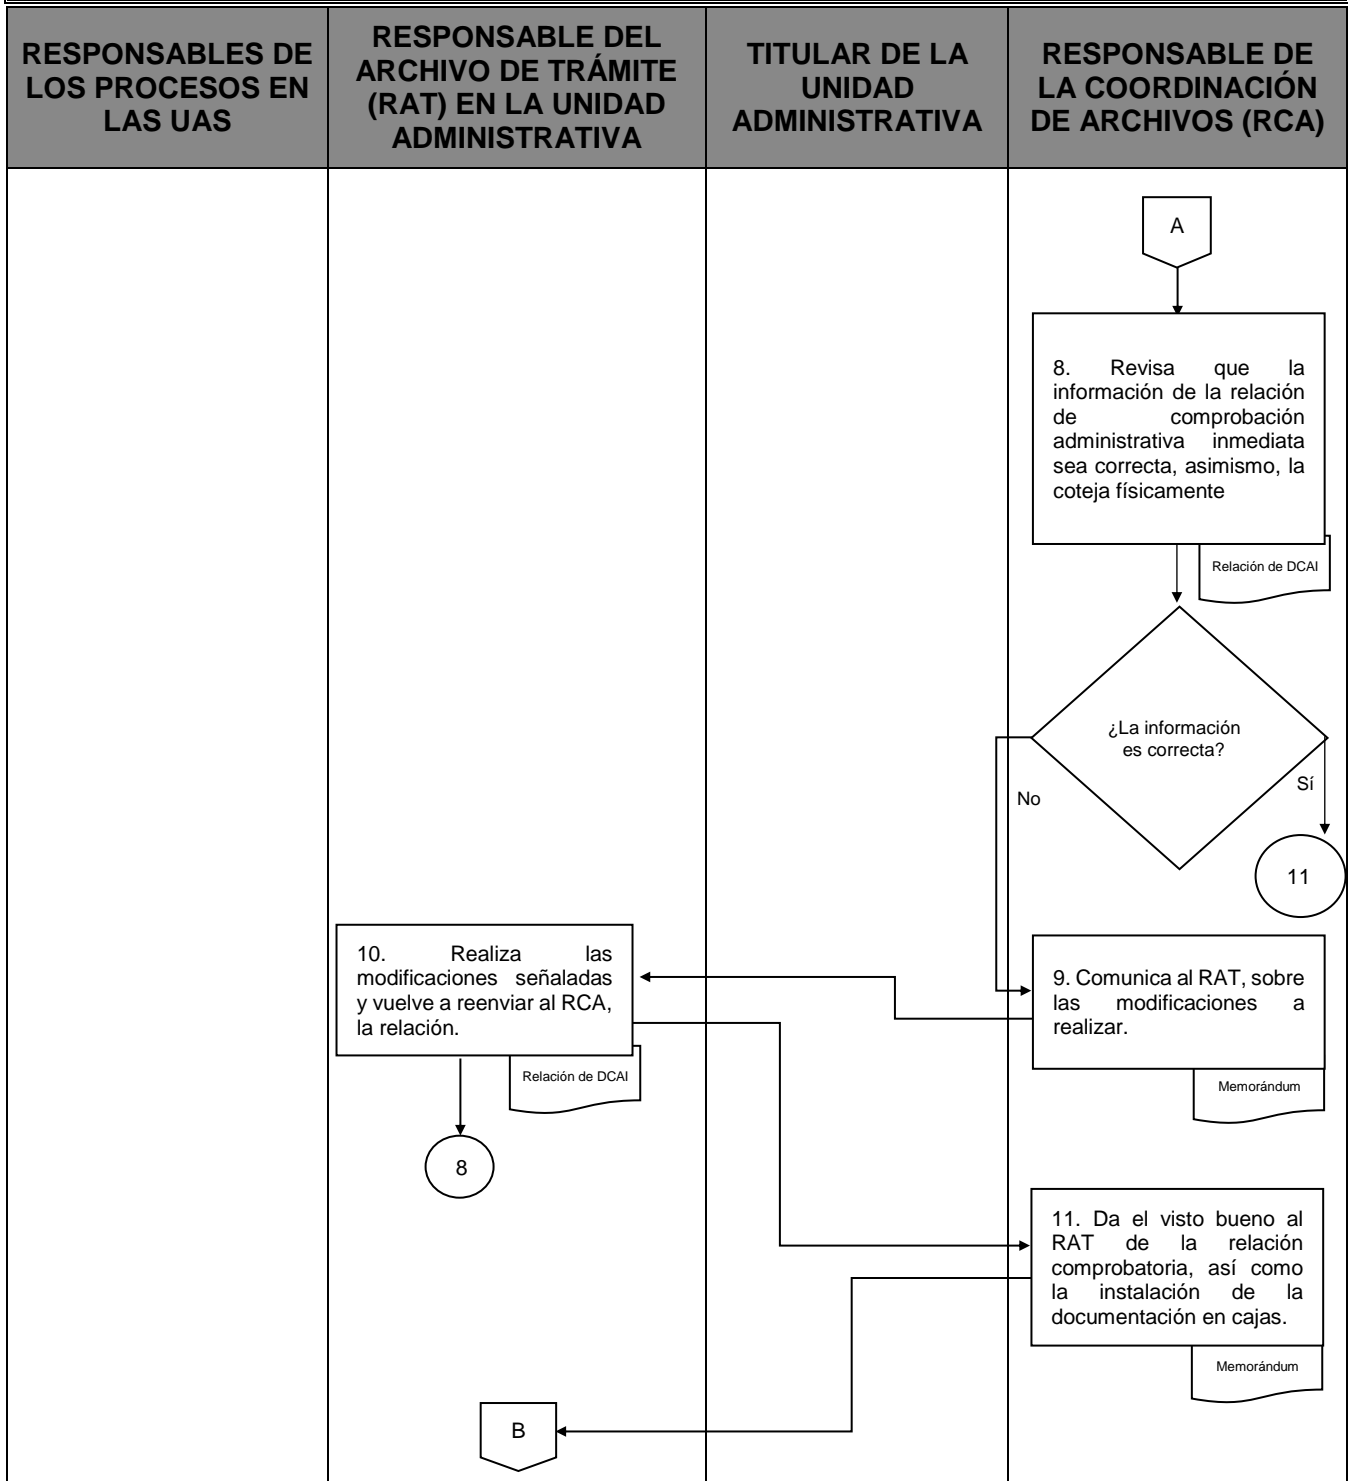 RESPONSABLES DE
LOS PROCESOS EN
LAS UAS
RESPONSABLE DEL
ARCHIVO DE TRÁMITE
(RAT) EN LA UNIDAD
ADMINISTRATIVA
TITULAR DE LA
UNIDAD
ADMINISTRATIVA
RESPONSABLE DE
LA COORDINACIÓN
DE ARCHIVOS (RCA)
A
8. Revisa que la
información de la relación
de comprobación
administrativa inmediata
sea correcta, asimismo, la
coteja físicamente
Relación de DCAI
¿La información
es correcta?
Sí
No
11
10. Realiza las
modificaciones señaladas
y vuelve a reenviar al RCA,
la relación.
Relación de DCAI
9. Comunica al RAT, sobre
las modificaciones a
realizar.
Memorándum
8
11. Da el visto bueno al
RAT de la relación
comprobatoria, así como
la instalación de la
documentación en cajas.
Memorándum
B